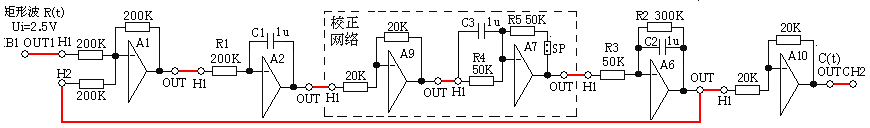 矩形波 R(t)
Ui=2.5V
B1 OUT1 H1
200K
200K
A1
H2
200K
OUT
H1
R1
200K
C1
1u
A2
OUT
H1
校正
网络
20K
20K
A9
OUT
H1
C3
1u
R4
50K
R5 50K
A7
SP
OUT
H1
R3
50K
R2 300K
C2
1u
A6
OUT
H1
20K
20K
A10
C(t)
OUTCH2